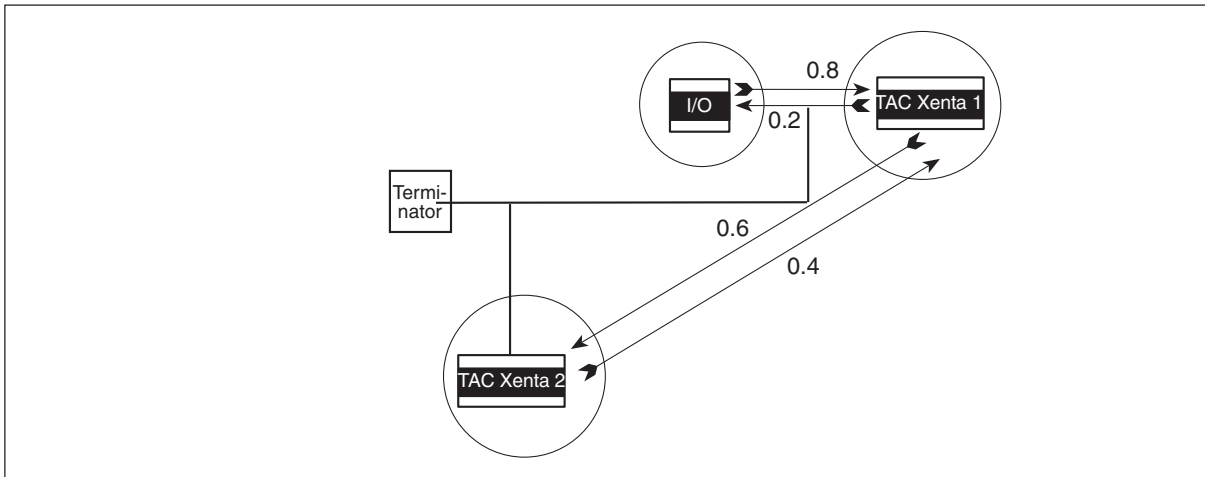 0.8
I/O
TAC Xenta 1
0.2
Termi-
nator
0.6
0.4
TAC Xenta 2